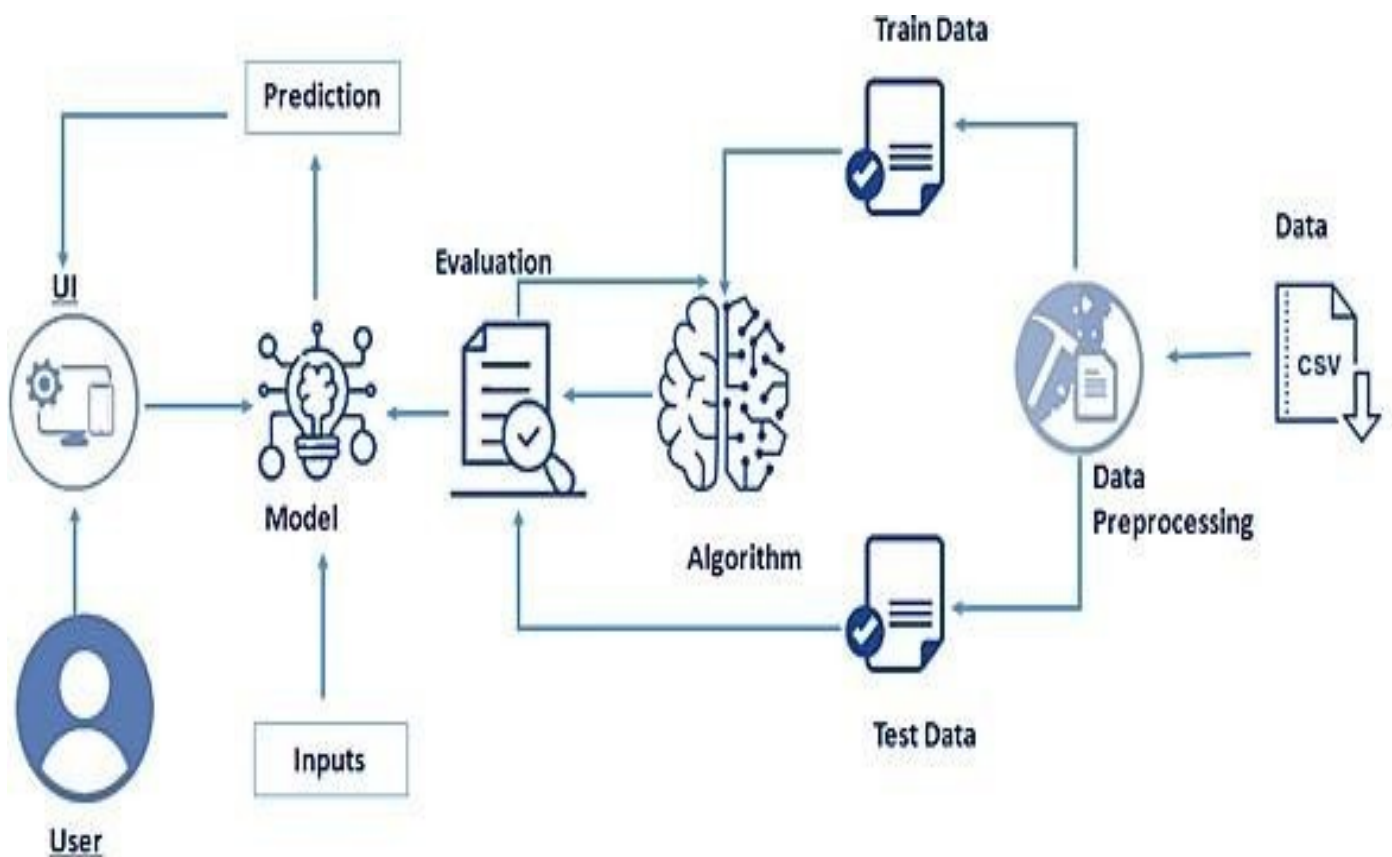 Train Data
Prediction
Data
Evaluation
UI
CSV
Data
Preprocessing
Model
Algorithm
Test Data
Inputs
User